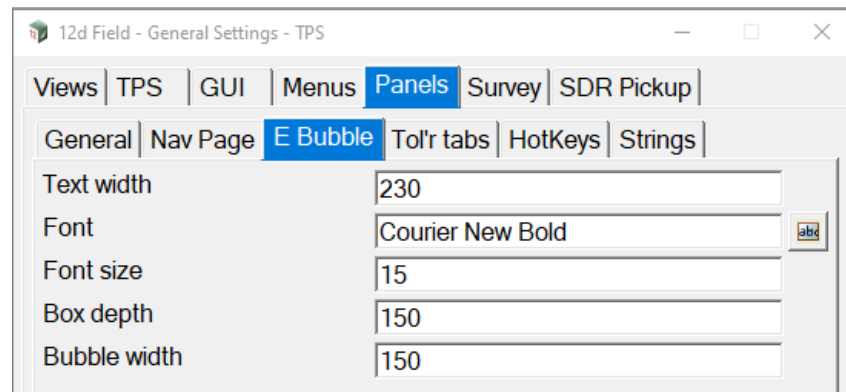 12d Field - General Settings - TPS
Views TPS GUI Menus Panels Survey SDR Pickup
General Nav Page E Bubble Tol'r tabs HotKeys Strings
Text width 230
Font Courier New Bold abc
Font size 15
Box depth 150
Bubble width 150